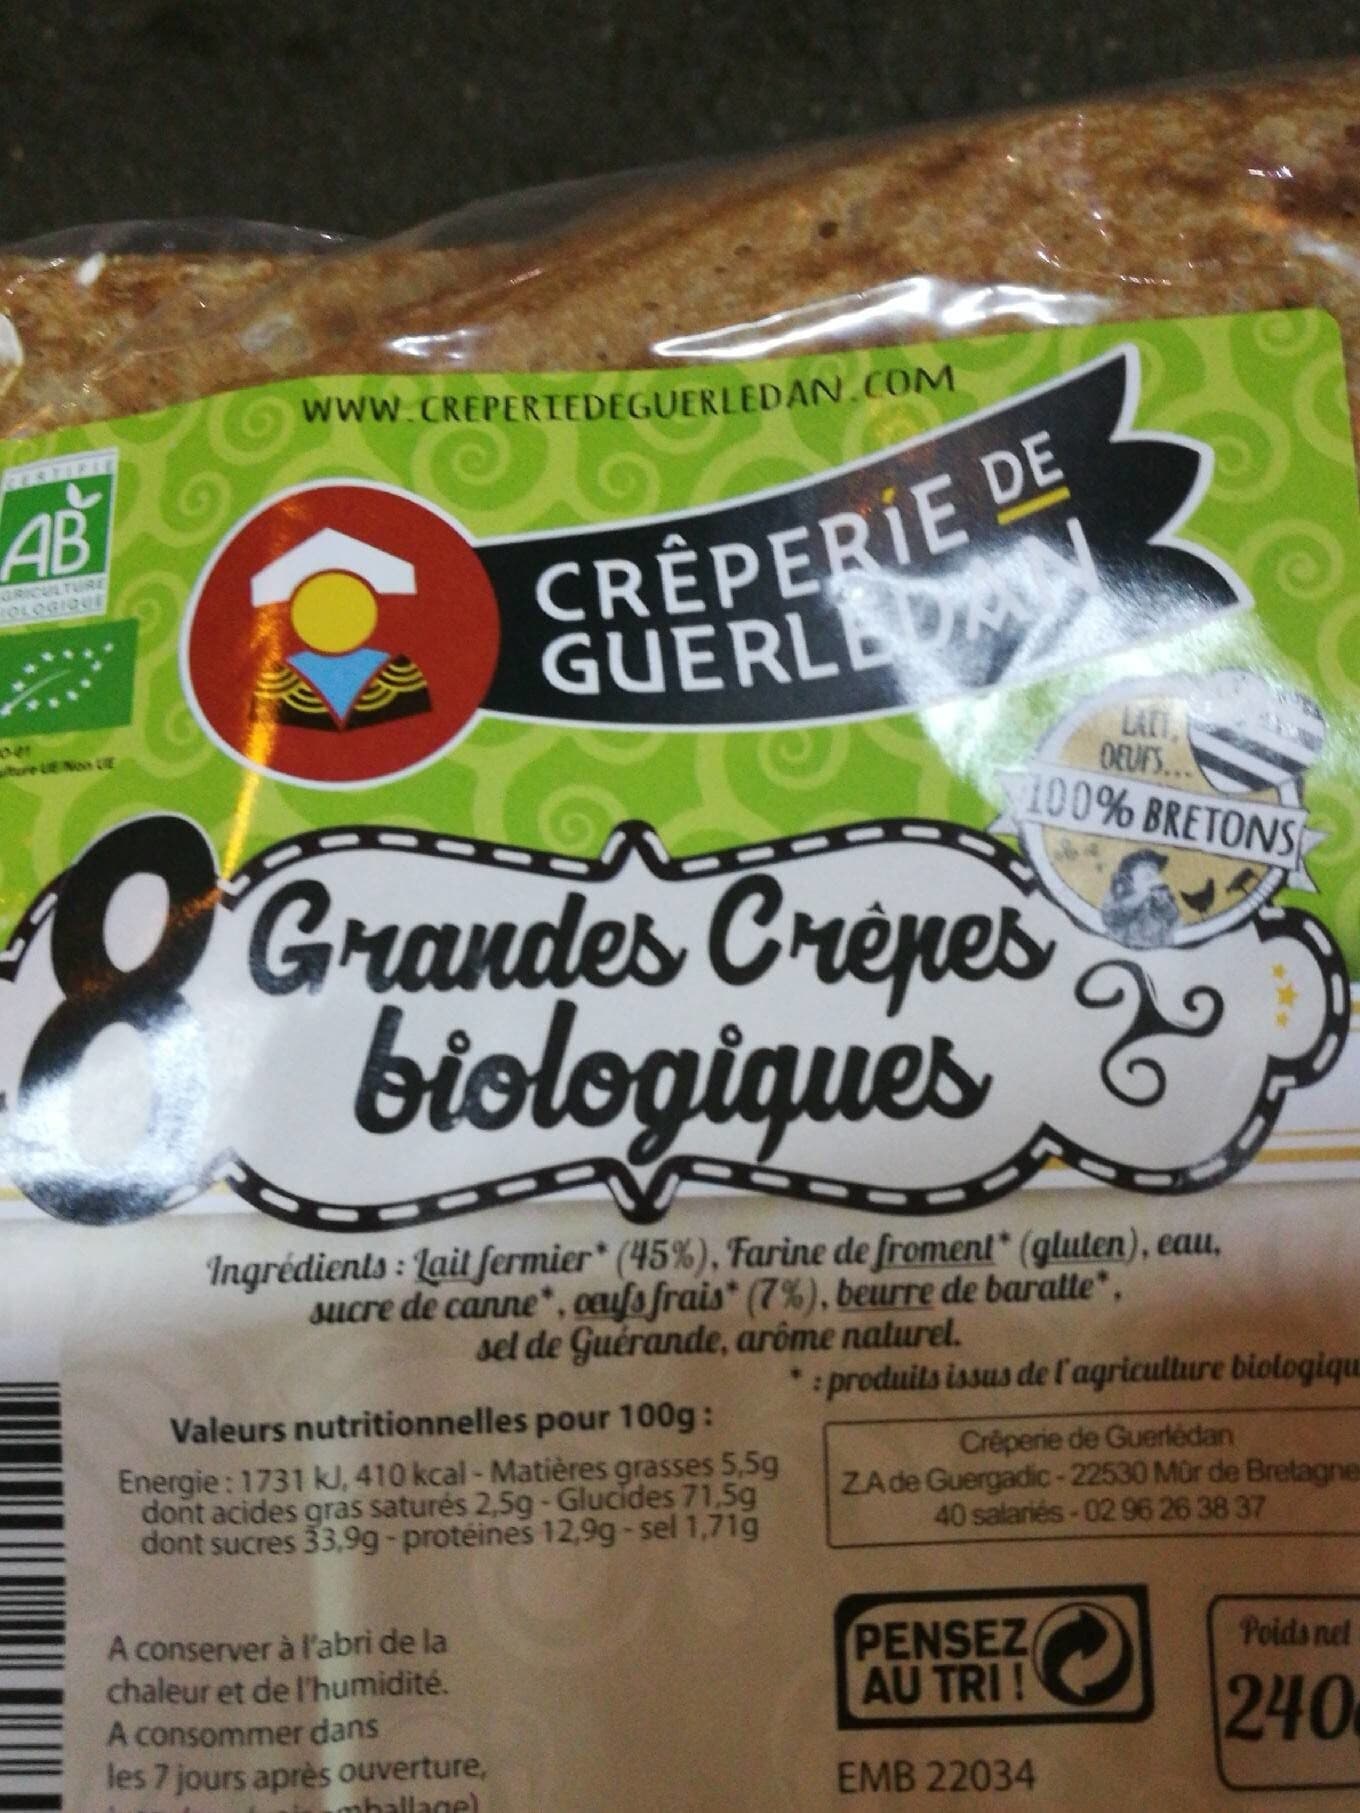 WWW.CREPERIEDEGUERLEDAN.COM
CERTIFIÉ
AB
AGRICULTURE
BIOLOGIQUE
CRÊPERIE DE
GUERLEDAN
LAIT,
OEUFS...
100% BRETONS
8 Grandes Crêpes
biologiques
Ingrédients : Lait fermier* (45%), Farine de froment* (gluten), eau,
sucre de canne*, oeufs frais* (7%), beurre de baratte*,
sel de Guérande, arôme naturel.
* : produits issus de l'agriculture biologiqu
Valeurs nutritionnelles pour 100g :
Energie : 1731 kJ, 410 kcal - Matières grasses 5,5g
dont acides gras saturés 2,5g - Glucides 71,5g
dont sucres 33,9g - protéines 12,9g - sel 1,71g
Crêperie de Guerlédan
Z.A de Guergadic - 22530 Mûr de Bretagne
40 salariés - 02 96 26 38 37
A conserver à l'abri de la
chaleur et de l'humidité.
A consommer dans
les 7 jours après ouverture,
PENSEZ
AU TRI !
EMB 22034
Poids net
240